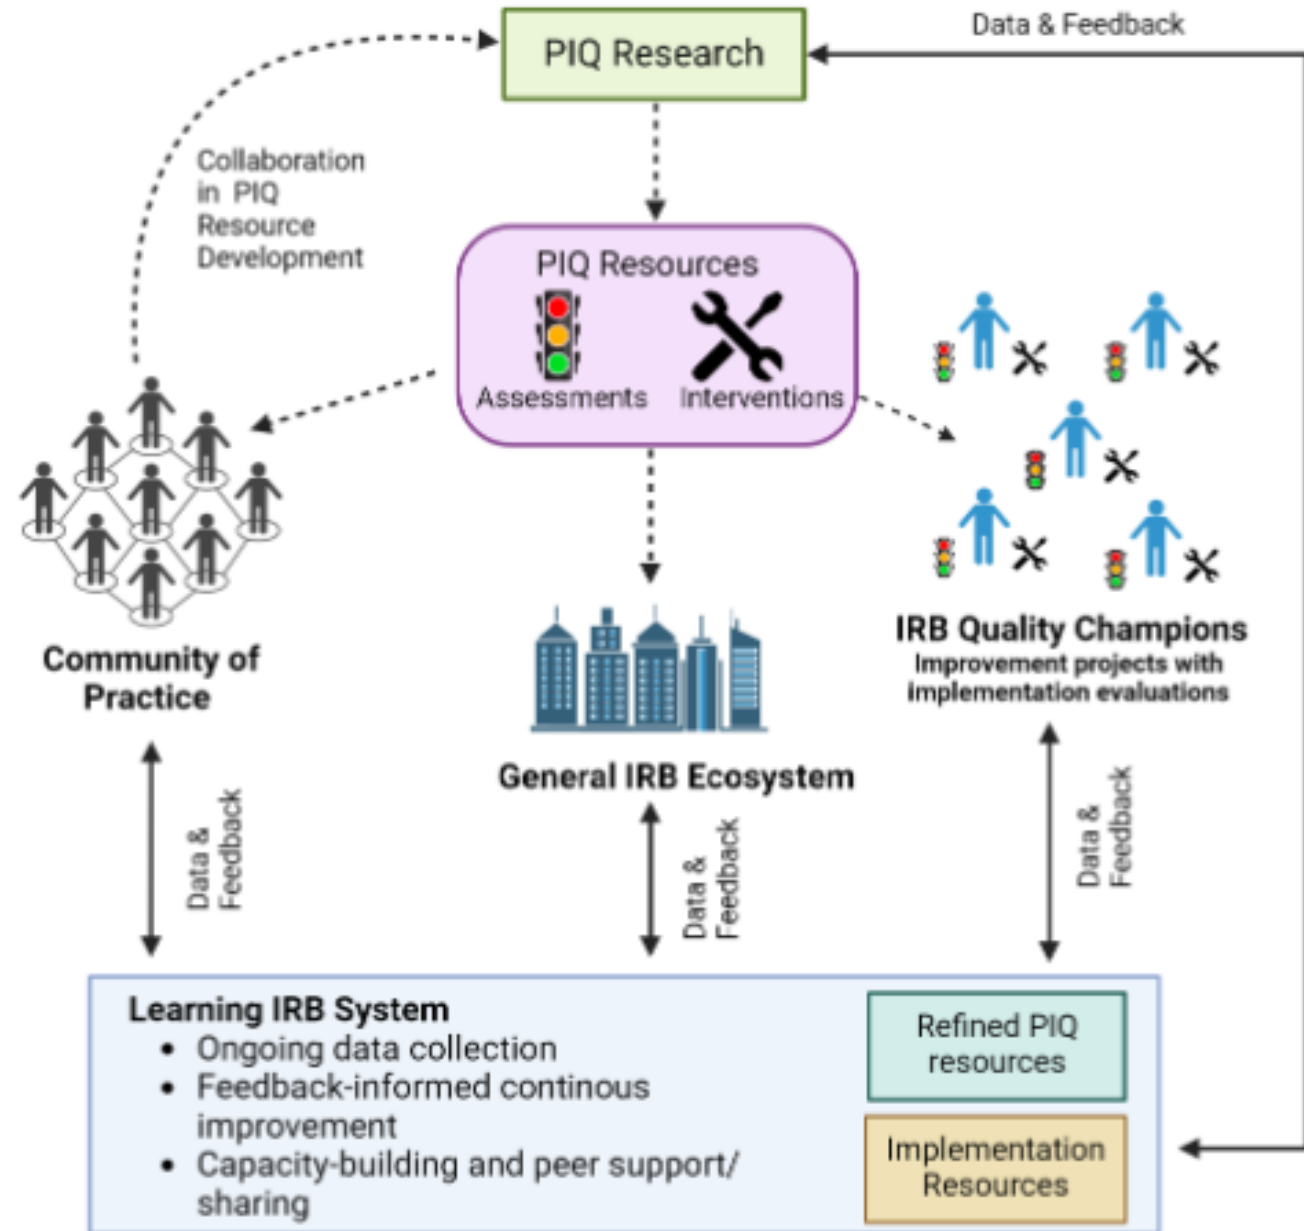 Data & Feedback
PIQ Research
Collaboration
in PIQ
Resource
Development
PIQ Resources
Assessments
Interventions
Community of
Practice
General IRB Ecosystem
IRB Quality Champions
Improvement projects with
implementation evaluations
Data &
Feedback
Data &
Feedback
Data &
Feedback
Learning IRB System
• Ongoing data collection
• Feedback-informed continous
improvement
• Capacity-building and peer support/
sharing
Refined PIQ
resources
Implementation
Resources